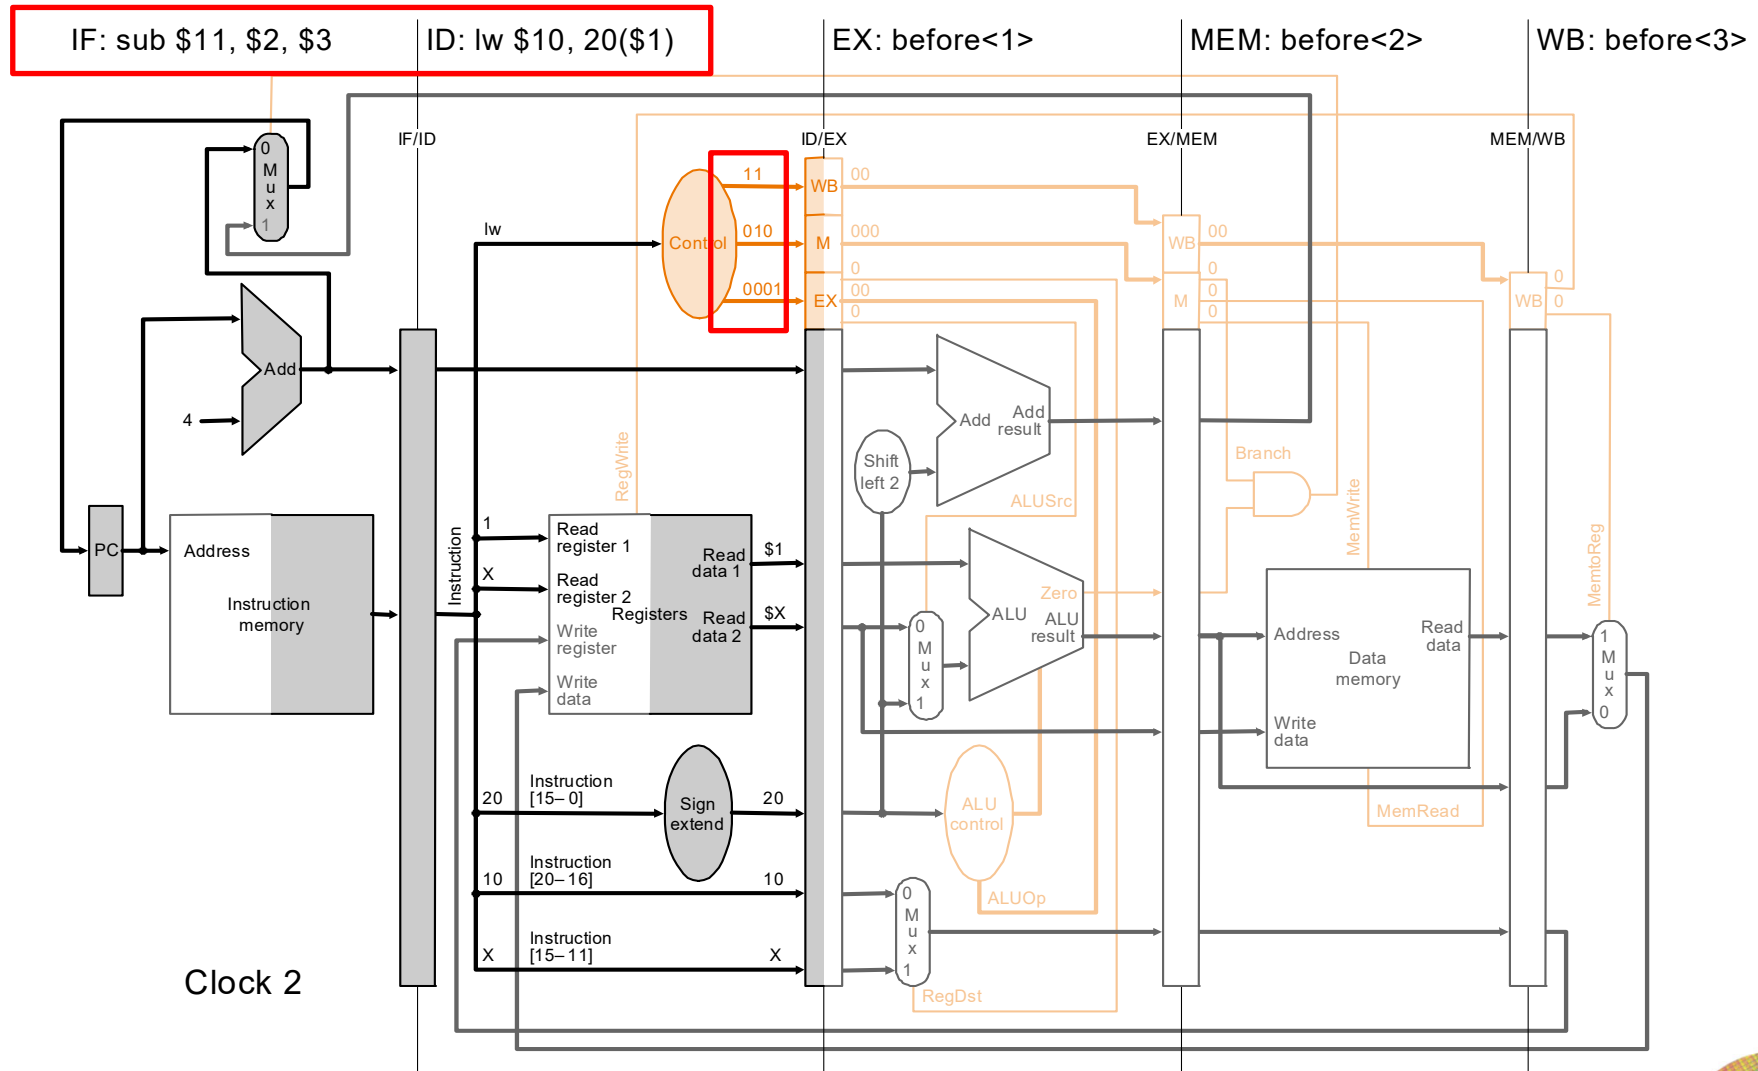 IF: sub $11, $2, $3
ID: lw $10, 20($1)
EX: before<1>
MEM: before<2>
WB: before<3>
IF/ID
ID/EX
EX/MEM
MEM/WB
0
M
u
x
1
lw
Control
11
010
0001
WB
M
EX
00
000
0
00
0
WB
M
00
0
0
0
WB
0
0
Add
4
Add
Add
result
Shift
left 2
RegWrite
Branch
ALUSrc
MemWrite
MemtoReg
PC
Address
Instruction
memory
Instruction
1
X
Read
register 1
Read
register 2
Registers
Write
register
Write
data
Read
data 1
Read
data 2
$1
$X
0
M
u
x
1
ALU
Zero
ALU
result
Address
Read
data
Data
memory
Write
data
1
M
u
x
0
20
Instruction
[15–0]
Sign
extend
20
ALU
control
MemRead
10
Instruction
[20–16]
10
ALUOp
X
Instruction
[15–11]
X
0
M
u
x
1
RegDst
Clock 2